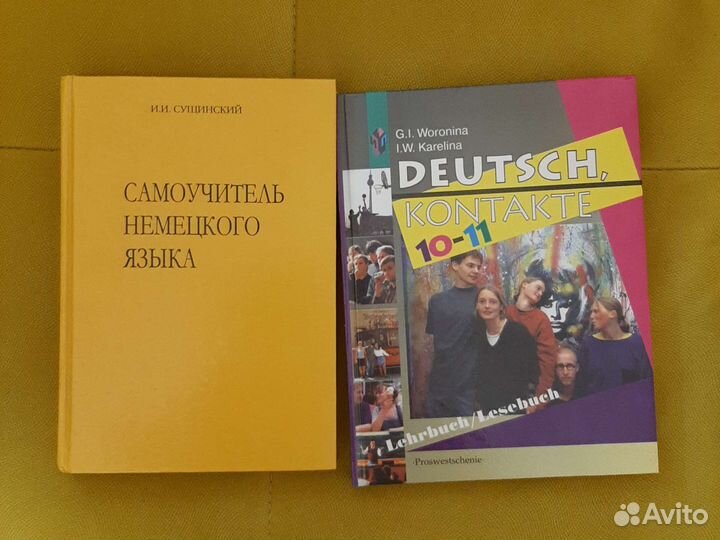 И.И. СУЩИНСКИЙ
САМОУЧИТЕЛЬ
НЕМЕЦКОГО
ЯЗЫКА
G.I. Woronina
I.W. Karelina
DEUTSCH,
KONTAKTE
10-11
Lehrbuch/Lesebuch
·Proswestschenie·
Avito